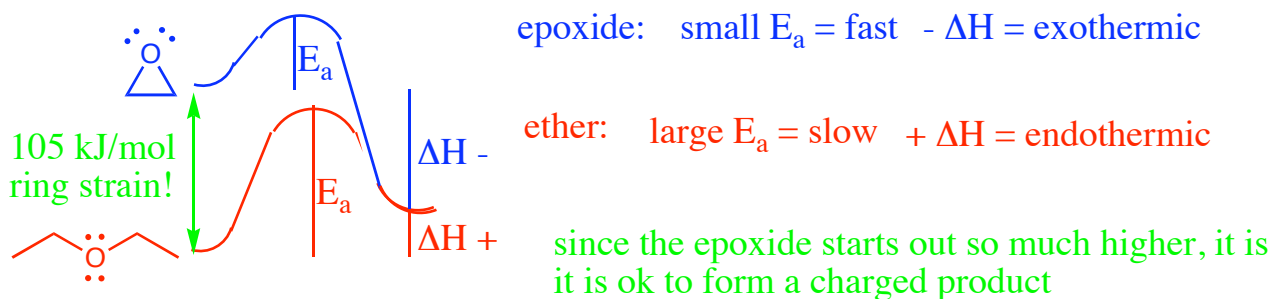 epoxide: small Ea = fast - ΔH = exothermic
O
Ea
ether: large Ea = slow + ΔH = endothermic
105 kJ/mol
ring strain!
ΔH -
Ea
O
ΔH +
since the epoxide starts out so much higher, it is
it is ok to form a charged product